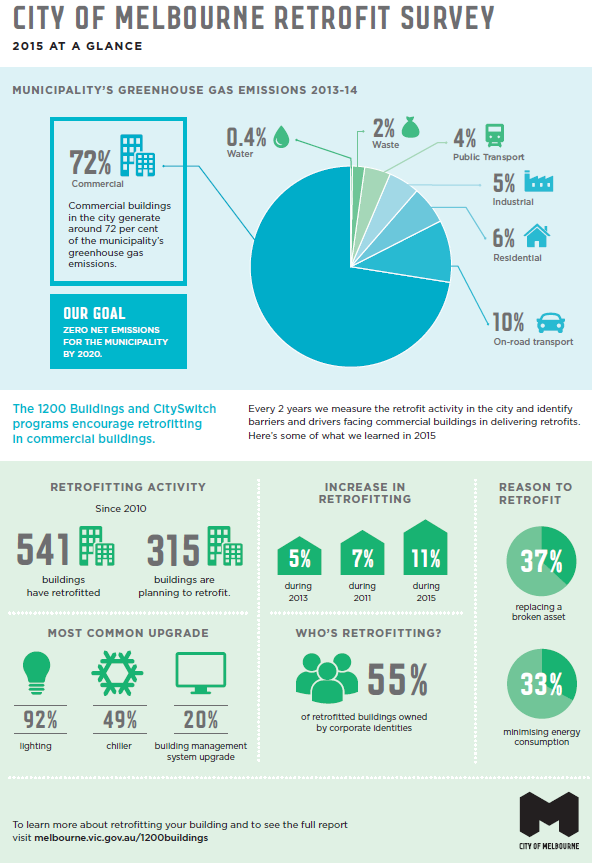 CITY OF MELBOURNE RETROFIT SURVEY
2015 AT A GLANCE
MUNICIPALITY'S GREENHOUSE GAS EMISSIONS 2013-14
72%
Commercial
Commercial buildings
in the city generate
around 72 per cent
of the municipality's
greenhouse gas
emissions.
OUR GOAL
ZERO NET EMISSIONS
FOR THE MUNICIPALITY
BY 2020.
0.4%
Water
2%
Waste
4%
Public Transport
5%
Industrial
6%
Residential
10%
On-road transport
The 1200 Buildings and CitySwitch
programs encourage retrofitting
in commercial buildings.
Every 2 years we measure the retrofit activity in the city and identify
barriers and drivers facing commercial buildings in delivering retrofits.
Here's some of what we learned in 2015
RETROFITTING ACTIVITY
Since 2010
541
buildings
have retrofitted
315
buildings are
planning to retrofit.
INCREASE IN
RETROFITTING
5%
during
2013
7%
during
2011
11%
during
2015
REASON TO
RETROFIT
37%
replacing a
broken asset
33%
minimising energy
consumption
MOST COMMON UPGRADE
92%
lighting
49%
chiller
20%
building management
system upgrade
WHO'S RETROFITTING?
55%
of retrofitted buildings owned
by corporate identities
To learn more about retrofitting your building and to see the full report
visit melbourne.vic.gov.au/1200buildings
CITY OF MELBOURNE